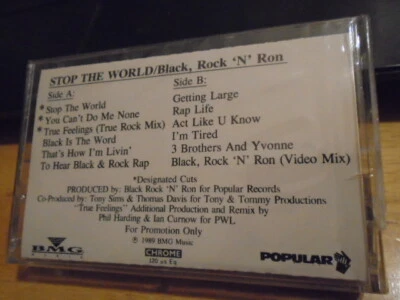 STOP THE WORLD/Black, Rock 'N' Ron
Side A:
* Stop The World
* You Can't Do Me None
* True Feelings (True Rock Mix)
Black Is The Word
That's How I'm Livin'
To Hear Black & Rock Rap
Side B:
Getting Large
Rap Life
Act Like U Know
I'm Tired
3 Brothers And Yvonne
Black, Rock 'N' Ron (Video Mix)
*Designated Cuts
PRODUCED by: Black Rock 'N' Ron for Popular Records
Co-Produced by: Tony Sims & Thomas Davis for Tony & Tommy Productions
"True Feelings" Additional Production and Remix by
Phil Harding & Ian Curnow for PWL
For Promotion Only
℗ 1989 BMG Music
BMG
CHROME
120 µs Eq
POPULAR